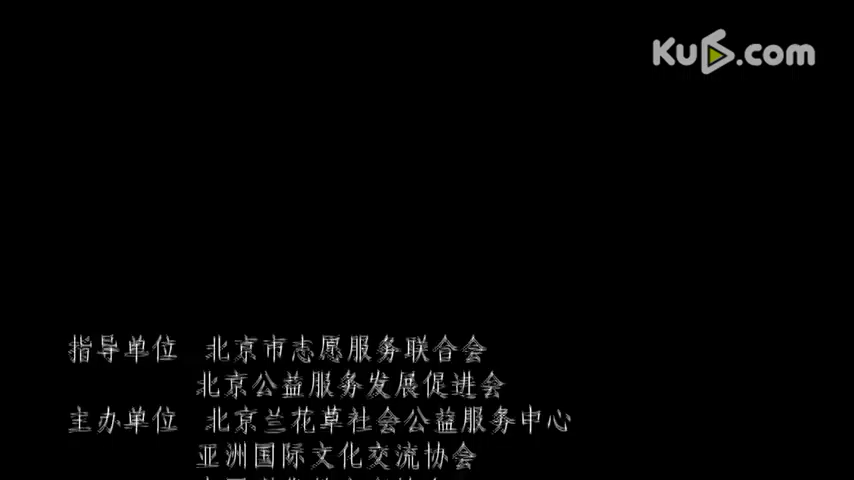 Ku6.com
指导单位 北京市志愿服务联合会
北京公益服务发展促进会
主办单位 北京兰花草社会公益服务中心
亚洲国际文化交流协会